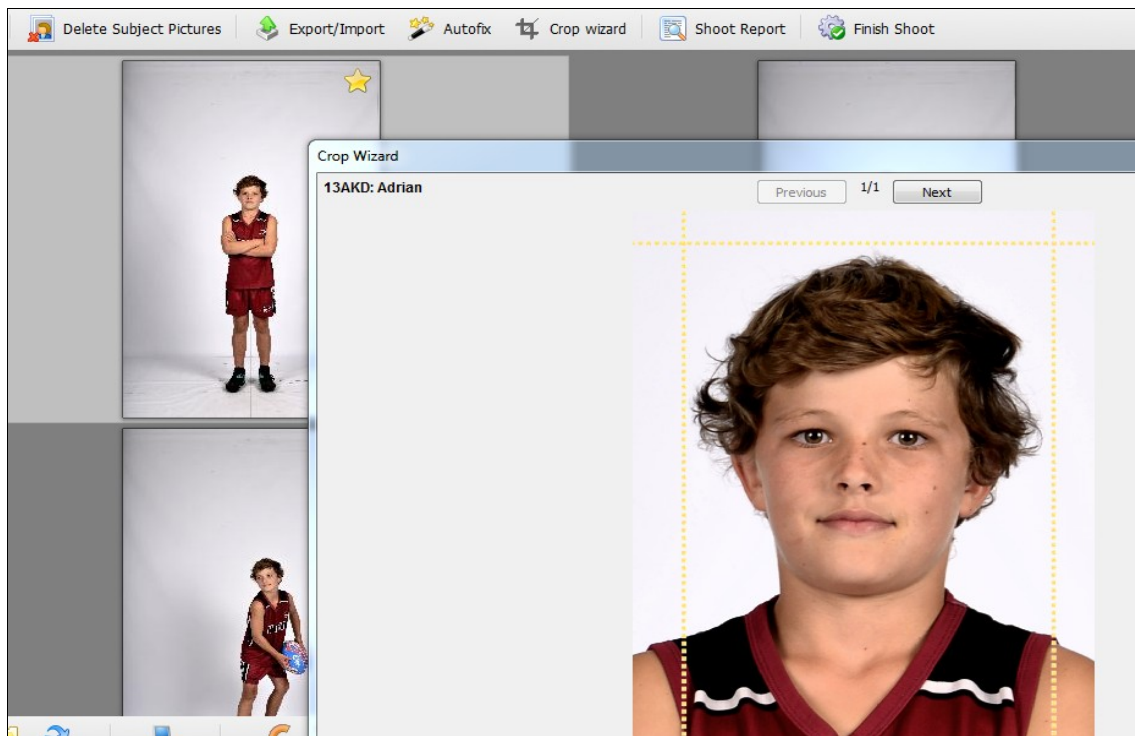 Delete Subject Pictures Export/Import Autofix Crop wizard Shoot Report Finish Shoot
Crop Wizard
13AKD: Adrian Previous 1/1 Next